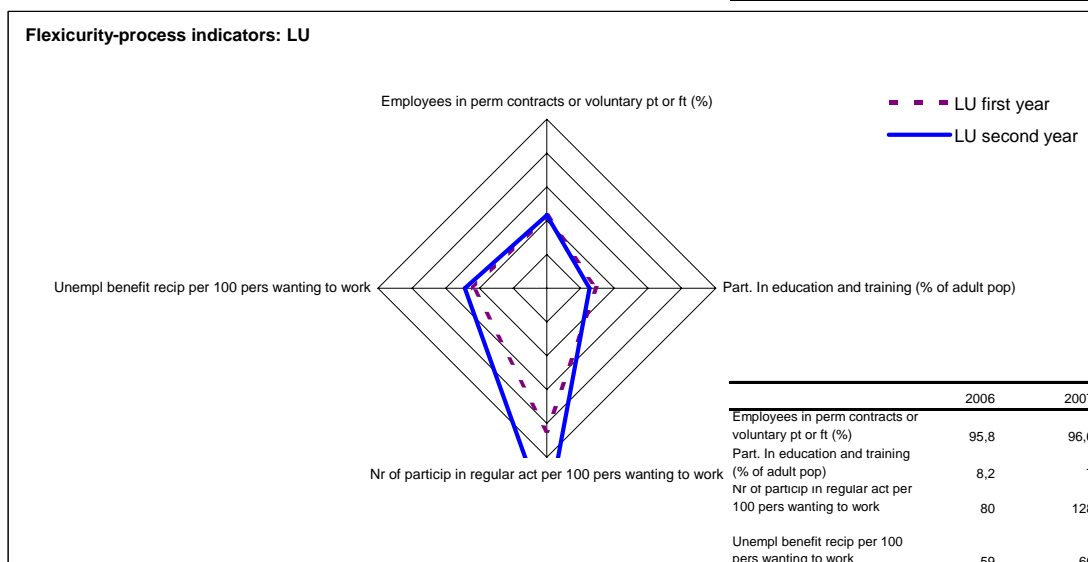 Flexicurity-process indicators: LU
Employees in perm contracts or voluntary pt or ft (%)
LU first year
LU second year
Unempl benefit recip per 100 pers wanting to work
Part. In education and training (% of adult pop)
Nr of particip in regular act per 100 pers wanting to work
2006 200
Employees in perm contracts or
voluntary pt or ft (%) 95,8 96,
Part. In education and training
(% of adult pop) 8,2
Nr of particip in regular act per
100 pers wanting to work 80 128
Unempl benefit recip per 100
pers wanting to work 59